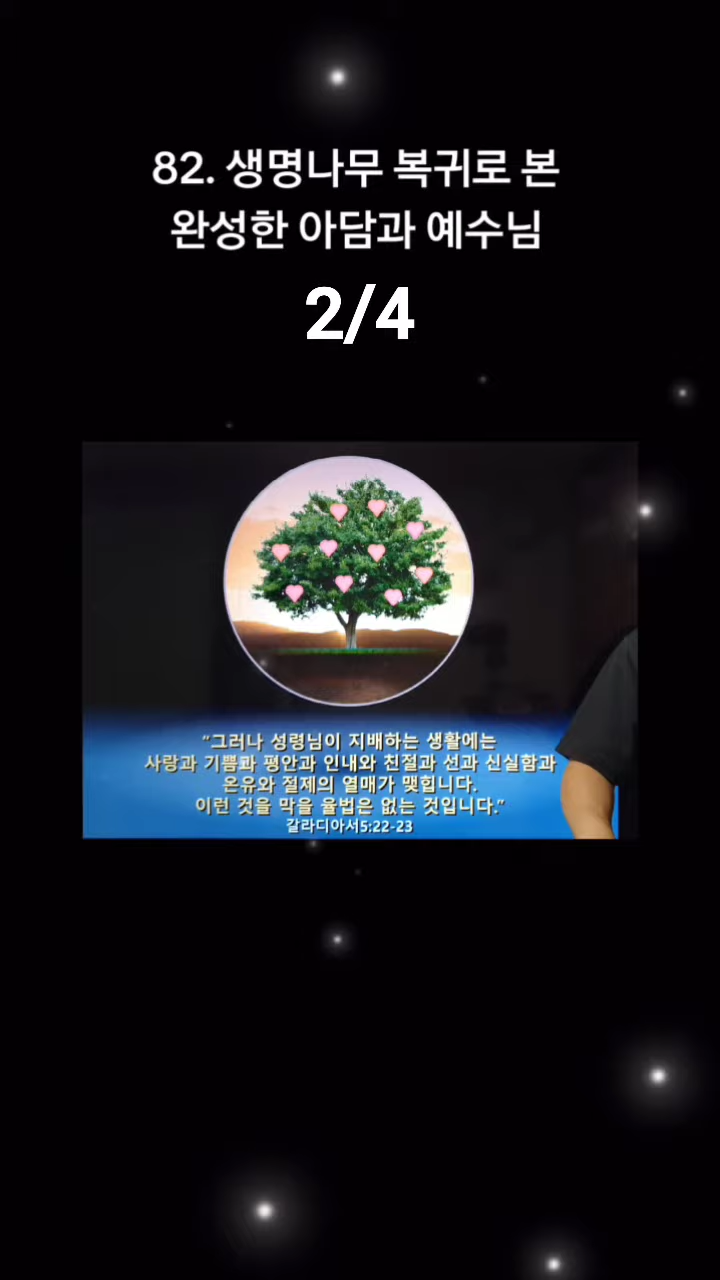 82. 생명나무 복귀로 본
완성한 아담과 예수님
2/4
“그러나 성령님이 지배하는 생활에는
사랑과 기쁨과 평안과 인내와 친절과 선과 신실함과
온유와 절제의 열매가 맺힙니다.
이런 것을 막을 율법은 없는 것입니다.”
갈라디아서5:22-23